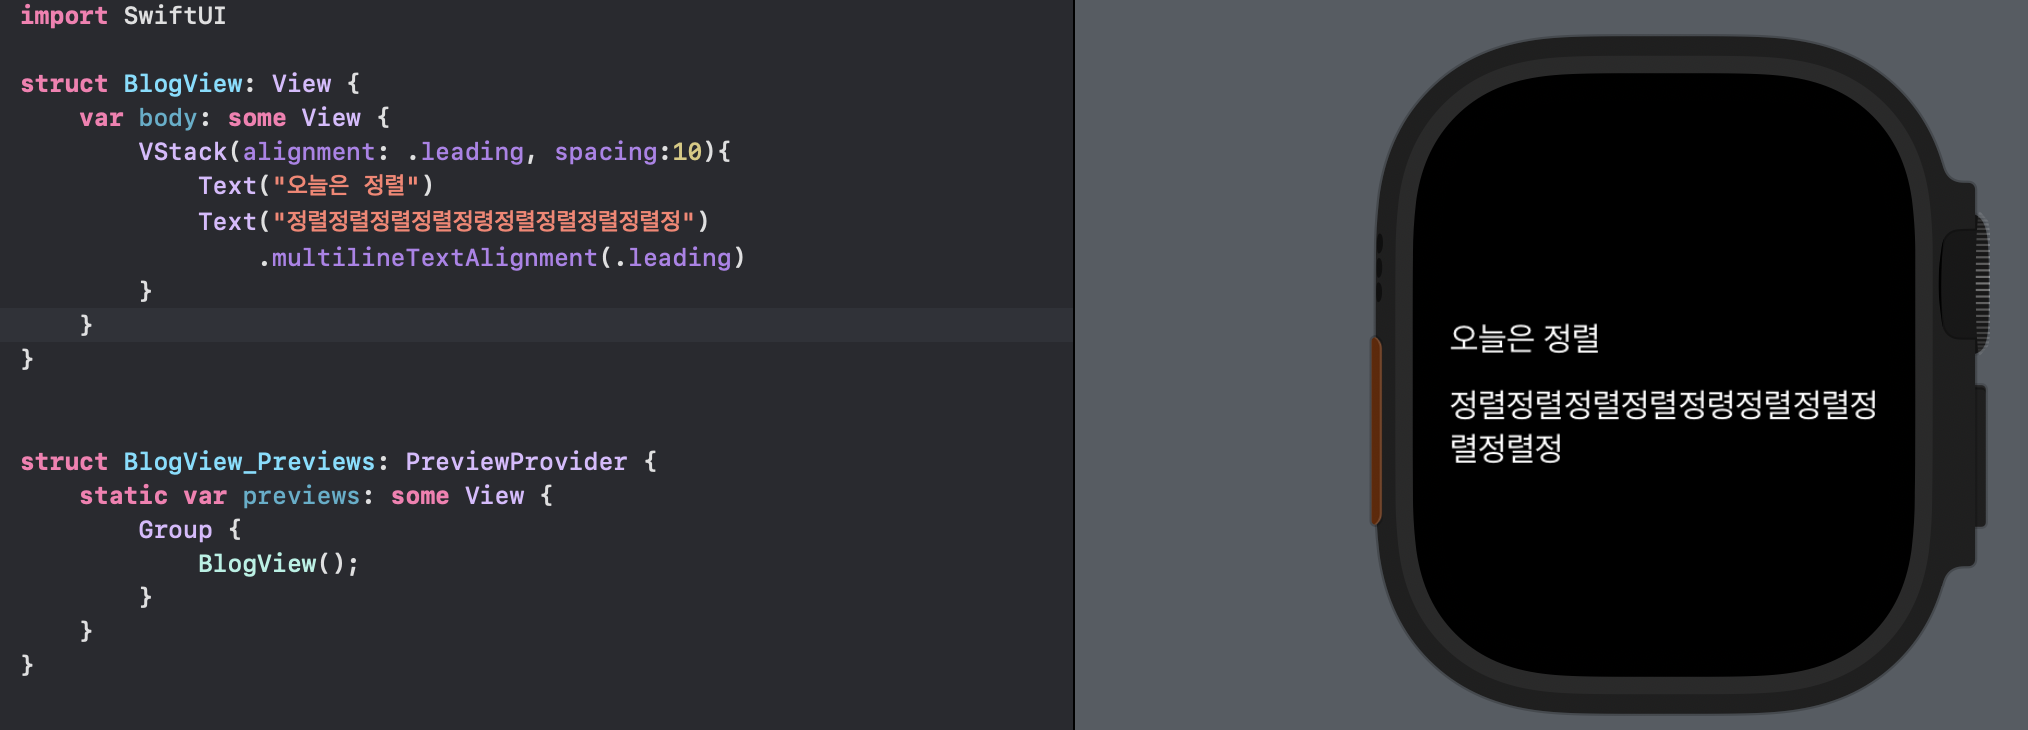 import SwiftUI
struct BlogView: View {
var body: some View {
VStack(alignment: .leading, spacing:10){
Text("오늘은 정렬")
Text("정렬정렬정렬정렬정령정렬정렬정렬정렬정")
.multilineTextAlignment(.leading)
}
}
}
struct BlogView_Previews: PreviewProvider {
static var previews: some View {
Group {
BlogView();
}
}
}
오늘은 정렬
정렬정렬정렬정렬정령정렬정렬정
렬정렬정